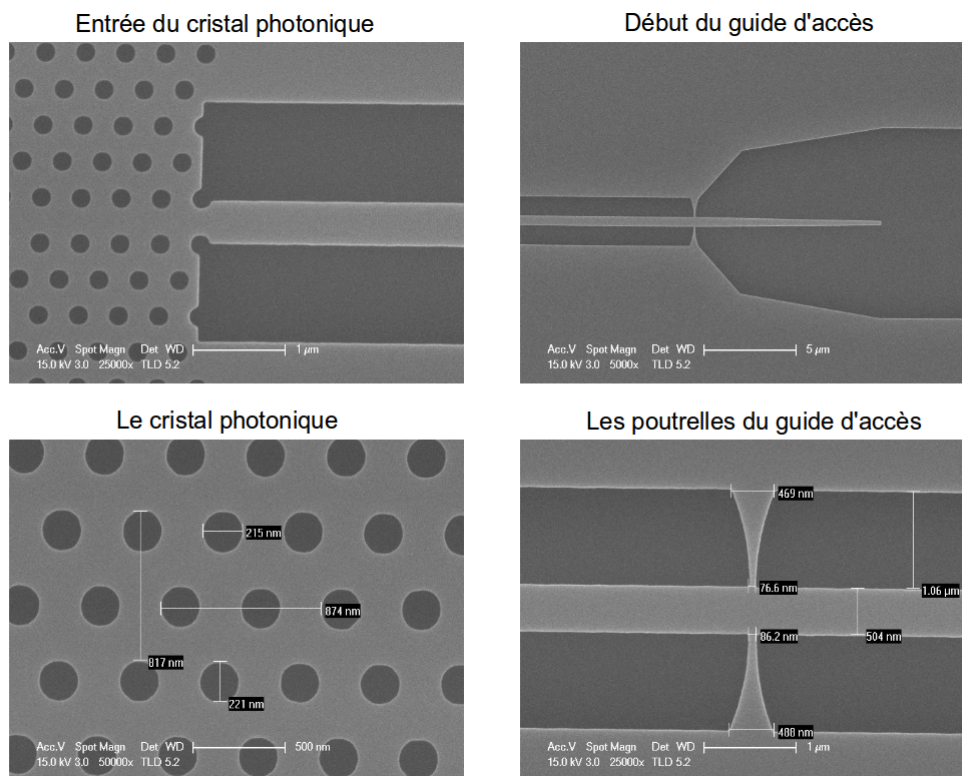 Entrée du cristal photonique
Acc.V Spot Magn Det WD 1 µm
15.0 kV 3.0 25000x TLD 5.2
Début du guide d'accès
Acc.V Spot Magn Det WD 5 µm
15.0 kV 3.0 5000x TLD 5.2
Le cristal photonique
215 nm
874 nm
817 nm
221 nm
Acc.V Spot Magn Det WD 500 nm
15.0 kV 3.0 50000x TLD 5.2
Les poutrelles du guide d'accès
469 nm
76.6 nm
1.06 µm
86.2 nm
504 nm
488 nm
Acc.V Spot Magn Det WD 1 µm
15.0 kV 3.0 25000x TLD 5.2